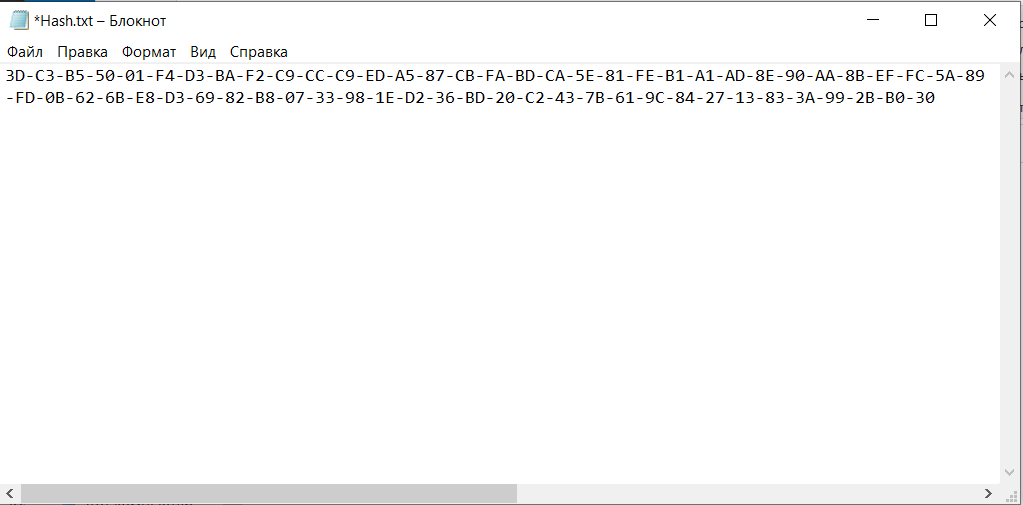 *Hash.txt – Блокнот
Файл Правка Формат Вид Справка
3D-C3-B5-50-01-F4-D3-BA-F2-C9-CC-C9-ED-A5-87-CB-FA-BD-CA-5E-81-FE-B1-A1-AD-8E-90-AA-8B-EF-FC-5A-89
-FD-0B-62-6B-E8-D3-69-82-B8-07-33-98-1E-D2-36-BD-20-C2-43-7B-61-9C-84-27-13-83-3A-99-2B-B0-30